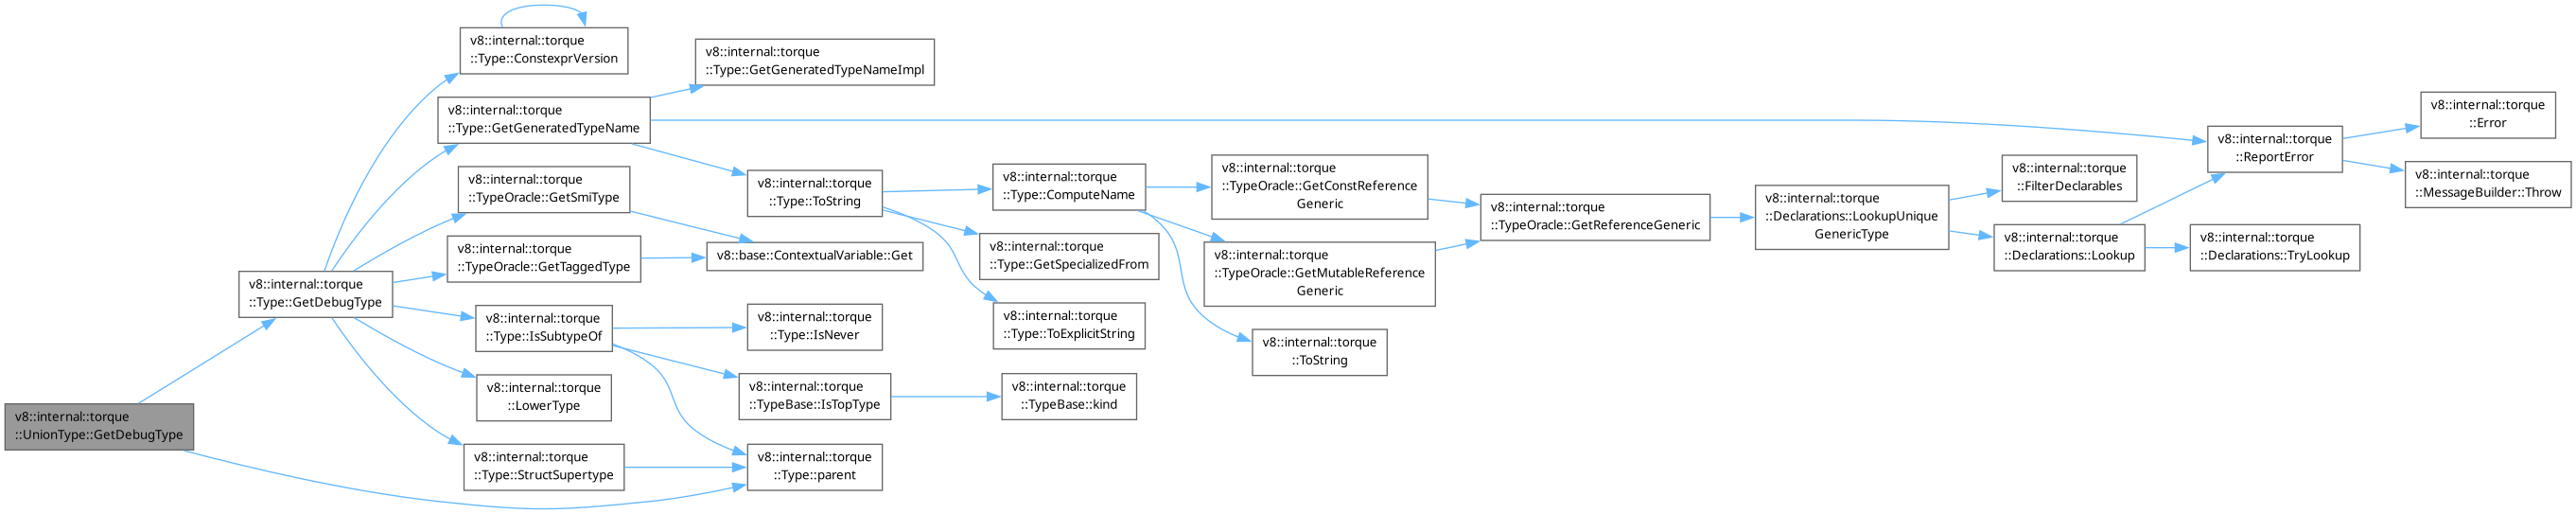 v8::internal::torque
::UnionType::GetDebugType
v8::internal::torque
::Type::GetDebugType
v8::internal::torque
::Type::ConstexprVersion
v8::internal::torque
::Type::GetGeneratedTypeName
v8::internal::torque
::TypeOracle::GetSmiType
v8::internal::torque
::TypeOracle::GetTaggedType
v8::internal::torque
::Type::IsSubtypeOf
v8::internal::torque
::LowerType
v8::internal::torque
::Type::StructSupertype
v8::internal::torque
::Type::GetGeneratedTypeNameImpl
v8::internal::torque
::Type::ToString
v8::base::ContextualVariable::Get
v8::internal::torque
::Type::IsNever
v8::internal::torque
::TypeBase::IsTopType
v8::internal::torque
::Type::parent
v8::internal::torque
::Type::ComputeName
v8::internal::torque
::Type::GetSpecializedFrom
v8::internal::torque
::Type::ToExplicitString
v8::internal::torque
::TypeBase::kind
v8::internal::torque
::TypeOracle::GetConstReference
Generic
v8::internal::torque
::TypeOracle::GetMutableReference
Generic
v8::internal::torque
::ToString
v8::internal::torque
::TypeOracle::GetReferenceGeneric
v8::internal::torque
::Declarations::LookupUnique
GenericType
v8::internal::torque
::FilterDeclarables
v8::internal::torque
::Declarations::Lookup
v8::internal::torque
::ReportError
v8::internal::torque
::Declarations::TryLookup
v8::internal::torque
::Error
v8::internal::torque
::MessageBuilder::Throw